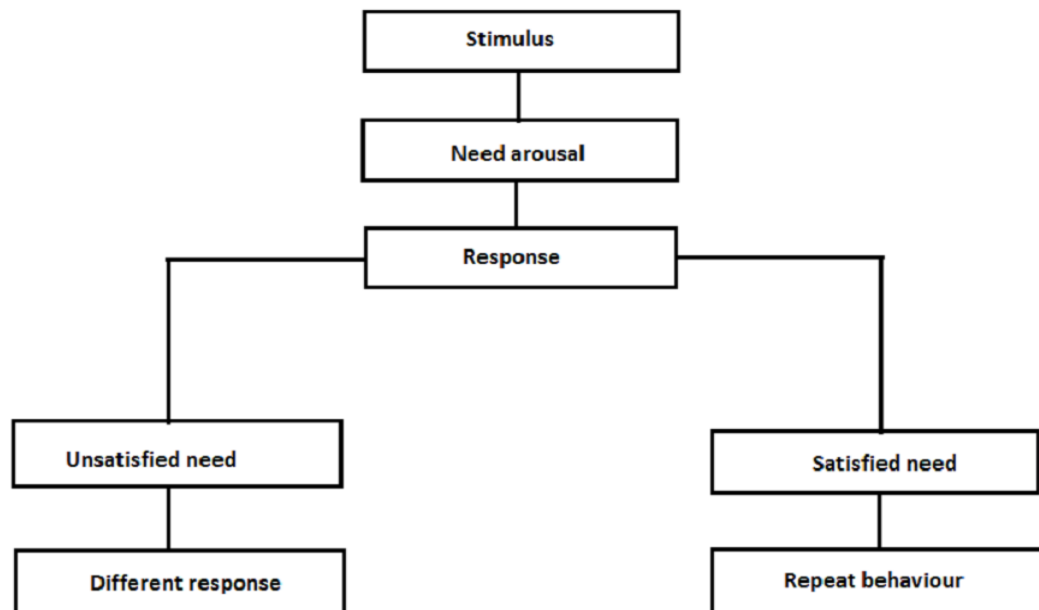 Stimulus
Need arousal
Response
Unsatisfied need
Satisfied need
Different response
Repeat behaviour